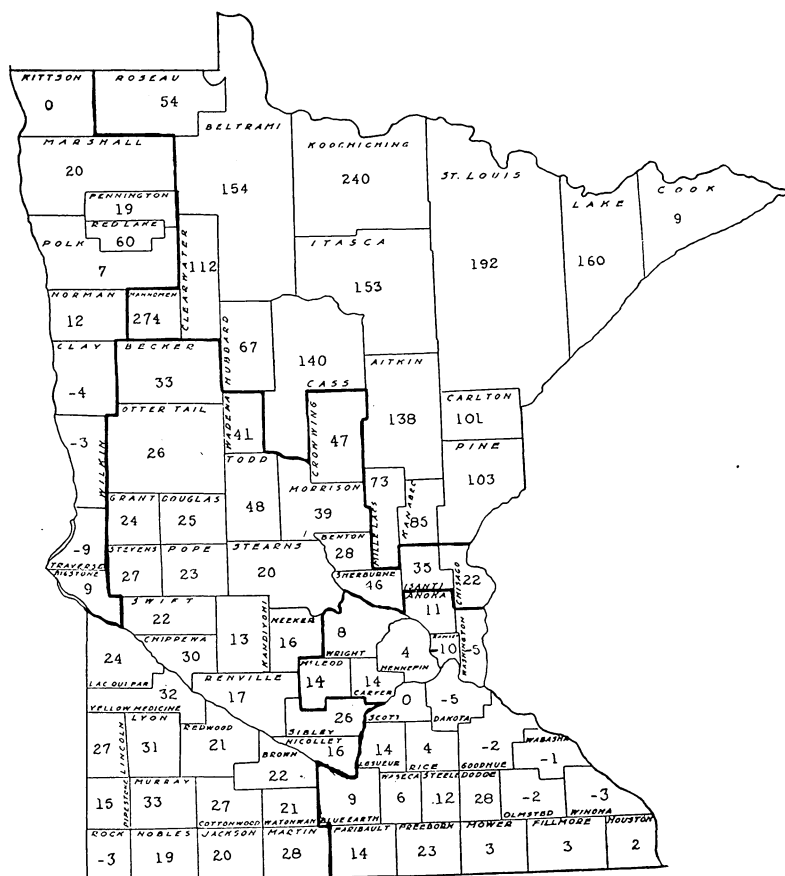 KITTSON
0
ROSEAU
54
BELTRAMI
154
KOOCHICHING
240
ST. LOUIS
192
LAKE
160
COOK
9
MARSHALL
20
PENNINGTON
19
RED LAKE
60
POLK
7
CLEARWATER
112
ITASCA
153
NORMAN
12
MAHNOMEN
274
HUBBARD
67
CASS
140
CLAY
-4
BECKER
33
AITKIN
138
CARLTON
101
WILKIN
-3
OTTER TAIL
26
WADENA
41
CROW WING
47
PINE
103
TODD
48
MORRISON
39
MILLE LACS
73
KANABEC
85
GRANT
24
DOUGLAS
25
TRAVERSE
-9
BIG STONE
9
STEVENS
27
POPE
23
STEARNS
20
BENTON
28
SHERBURNE
46
ISANTI
35
CHISAGO
22
SWIFT
22
KANDIYOHI
13
MEEKER
16
WRIGHT
8
ANOKA
11
HENNEPIN
4
-10
WASHINGTON
-5
CHIPPEWA
30
LAC QUI PAR
24
YELLOW MEDICINE
32
RENVILLE
17
McLEOD
14
CARVER
14
SCOTT
0
DAKOTA
-5
SIBLEY
26
NICOLLET
16
LINCOLN
27
LYON
31
REDWOOD
21
BROWN
22
LESUEUR
14
RICE
4
GOODHUE
-2
WABASHA
-1
PIPESTONE
15
MURRAY
33
COTTONWOOD
27
WATONWAN
21
BLUE EARTH
9
WASECA
6
STEELE
.12
DODGE
28
OLMSTED
-2
WINONA
-3
ROCK
-3
NOBLES
19
JACKSON
20
MARTIN
28
FARIBAULT
14
FREEBORN
23
MOWER
3
FILLMORE
3
HOUSTON
2